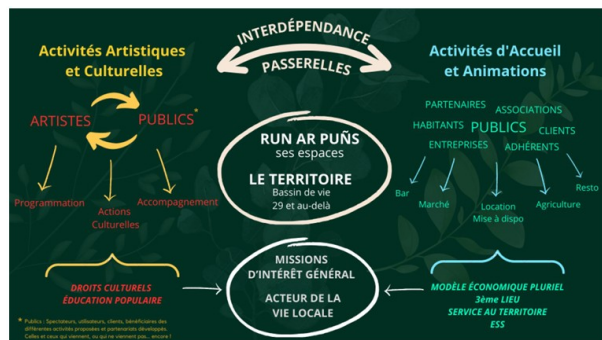 INTERDÉPENDANCE
PASSERELLES
Activités Artistiques
et Culturelles
ARTISTES
PUBLICS*
Programmation
Actions
Culturelles
Accompagnement
DROITS CULTURELS
ÉDUCATION POPULAIRE
* Publics : Spectateurs, utilisateurs, clients, bénéficiaires des
différentes activités proposées et partenariats développés.
Celles et ceux qui viennent, ou qui ne viennent pas... encore !
RUN AR PUÑS
ses espaces
LE TERRITOIRE
Bassin de vie
29 et au-delà
MISSIONS
D'INTÉRÊT GÉNÉRAL
ACTEUR DE LA
VIE LOCALE
Activités d'Accueil
et Animations
PARTENAIRES
ASSOCIATIONS
HABITANTS
PUBLICS
CLIENTS
ENTREPRISES
ADHÉRENTS
Bar
Marché
Location
Mise à dispo
Agriculture
Resto
MODÈLE ÉCONOMIQUE PLURIEL
3ème LIEU
SERVICE AU TERRITOIRE
ESS